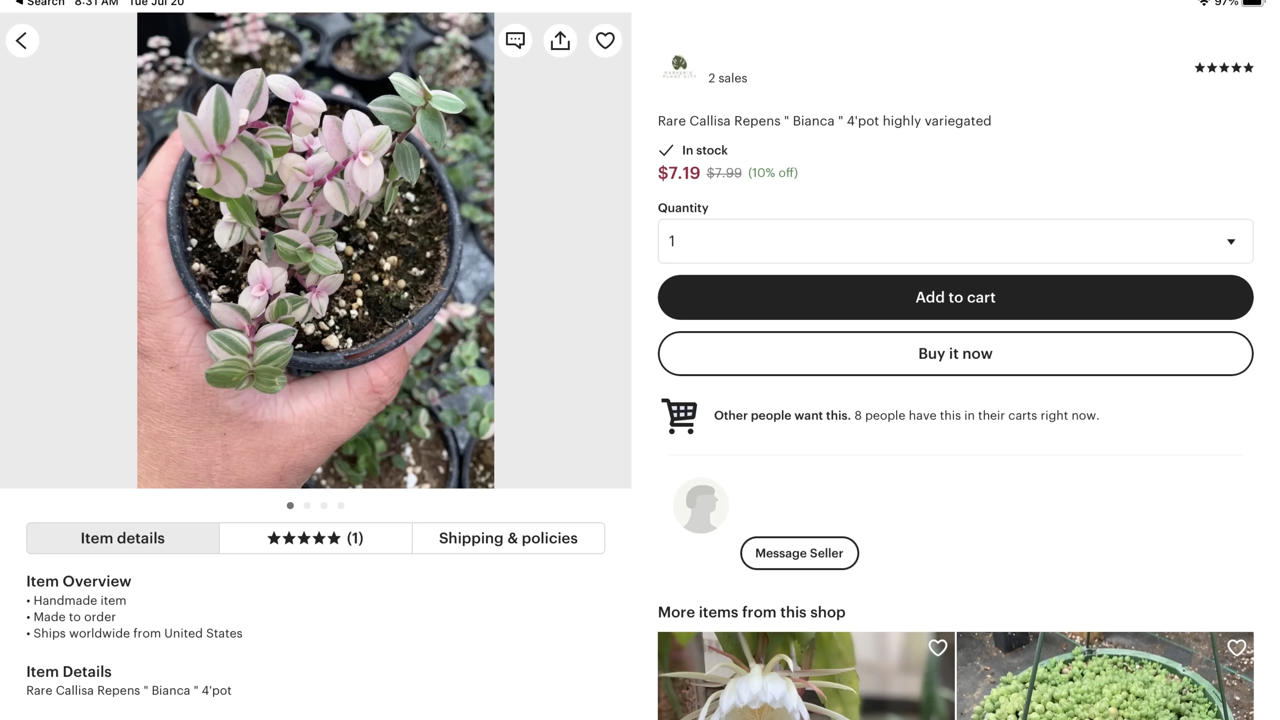 Search 8:31 AM Tue Jul 20
97%
2 sales
Rare Callisa Repens " Bianca " 4'pot highly variegated
In stock
$7.19 $7.99 (10% off)
Quantity
1
Add to cart
Buy it now
Other people want this. 8 people have this in their carts right now.
Message Seller
More items from this shop
Item details
(1)
Shipping & policies
Item Overview
• Handmade item
• Made to order
• Ships worldwide from United States
Item Details
Rare Callisa Repens " Bianca " 4'pot